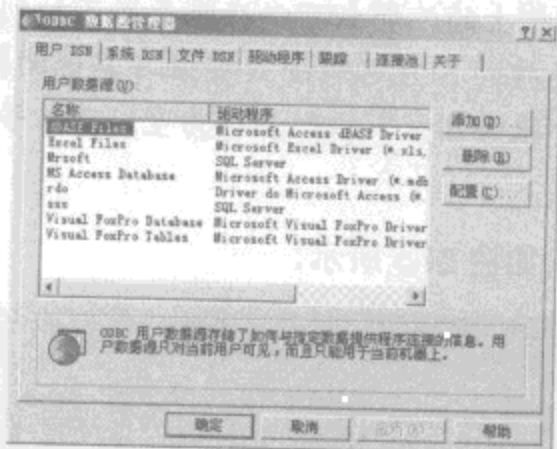 ODBC 数据源管理器
用户 DSN 系统 DSN 文件 DSN 驱动程序 跟踪 连接池 关于
用户数据源(U):
名称 驱动程序
dBASE Files Microsoft Access dBASE Driver
Excel Files Microsoft Excel Driver (*.xls,
Mrsoft SQL Server
MS Access Database Microsoft Access Driver (*.mdb
rdo Driver do Microsoft Access (*.
SQL Server
Visual FoxPro Database Microsoft Visual FoxPro Driver
Visual FoxPro Tables Microsoft Visual FoxPro Driver
添加(D)...
删除(R)
配置(C)...
ODBC 用户数据源存储了如何与指定数据提供程序连接的信息。用
户数据源只对当前用户可见，而且只能用于当前机器上。
确定 取消 应用(A) 帮助